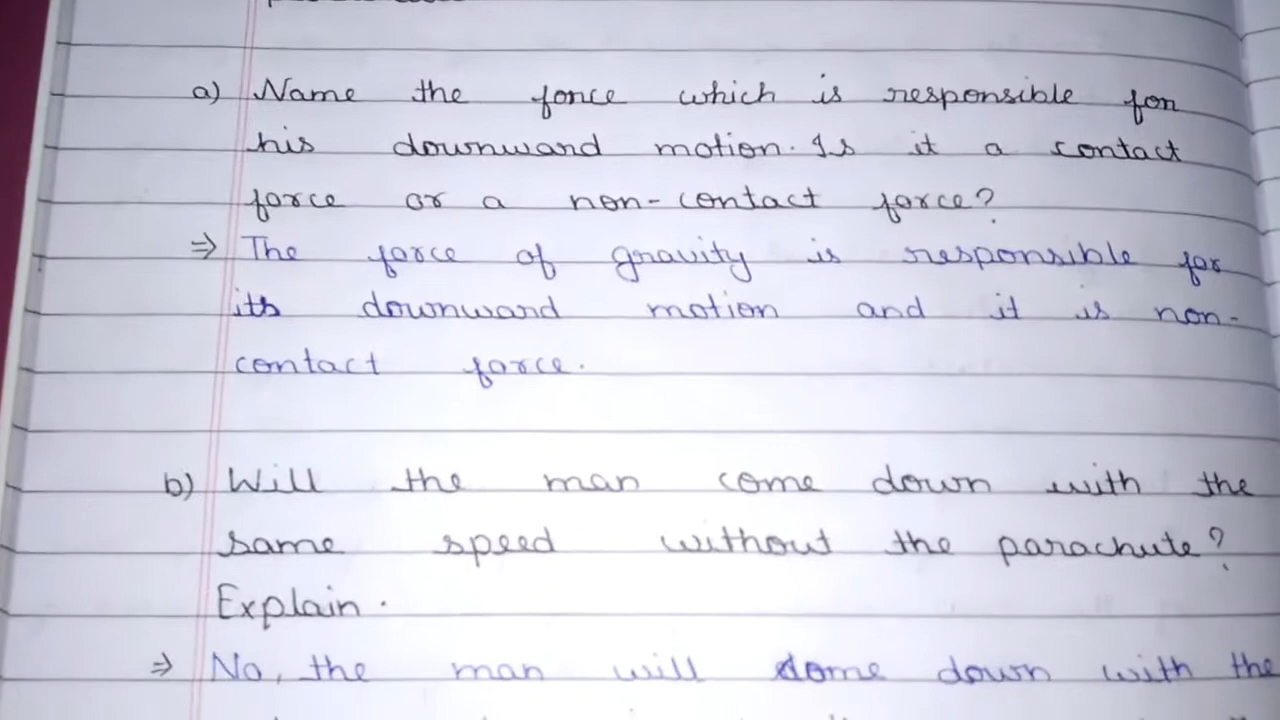 a) Name the force which is responsible for
his downward motion. Is it a contact
force or a non-contact force?
⇒ The force of gravity is responsible for
its downward motion and it is non-
contact force.
b) Will the man come down with the
same speed without the parachute?
Explain.
⇒ No, the man will come down with the